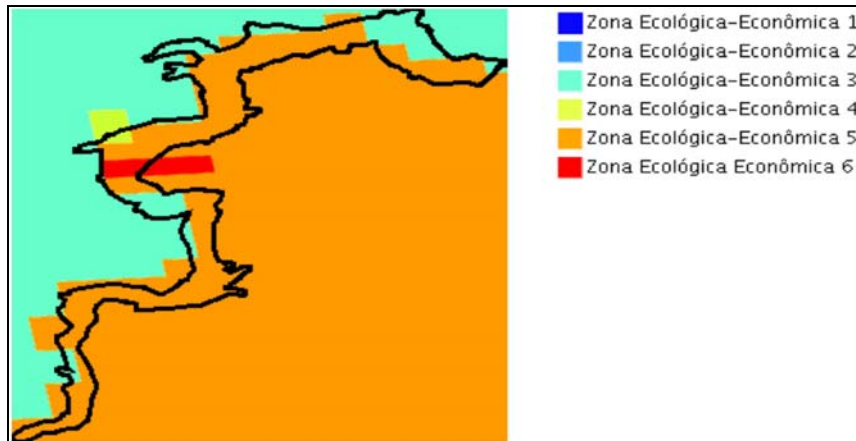 Zona Ecológica-Econômica 1
Zona Ecológica-Econômica 2
Zona Ecológica-Econômica 3
Zona Ecológica-Econômica 4
Zona Ecológica-Econômica 5
Zona Ecológica Econômica 6